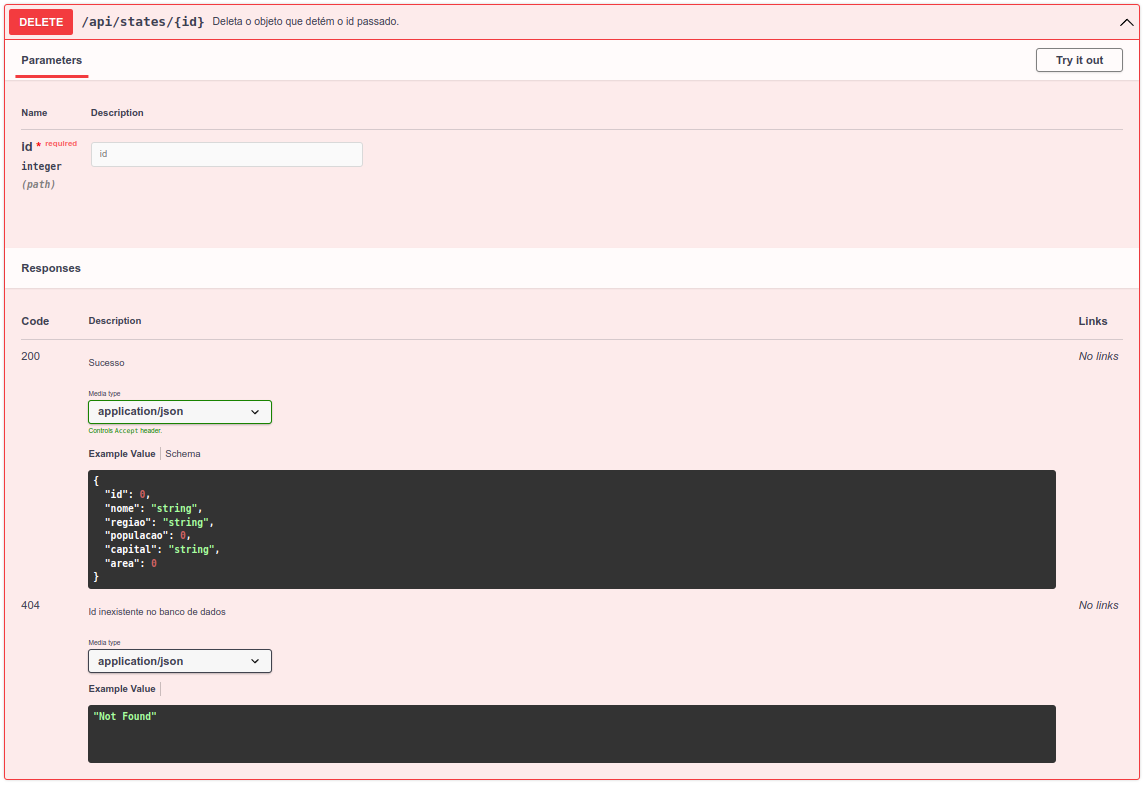 DELETE /api/states/{id} Deleta o objeto que detém o id passado.
Parameters Try it out
Name Description
id * required id
integer
(path)
Responses
Code Description Links
200 Sucesso No links
Media type
application/json
Controls Accept header.
Example Value Schema
{
  "id": 0,
  "nome": "string",
  "regiao": "string",
  "populacao": 0,
  "capital": "string",
  "area": 0
}
404 Id inexistente no banco de dados No links
Media type
application/json
Example Value
"Not Found"